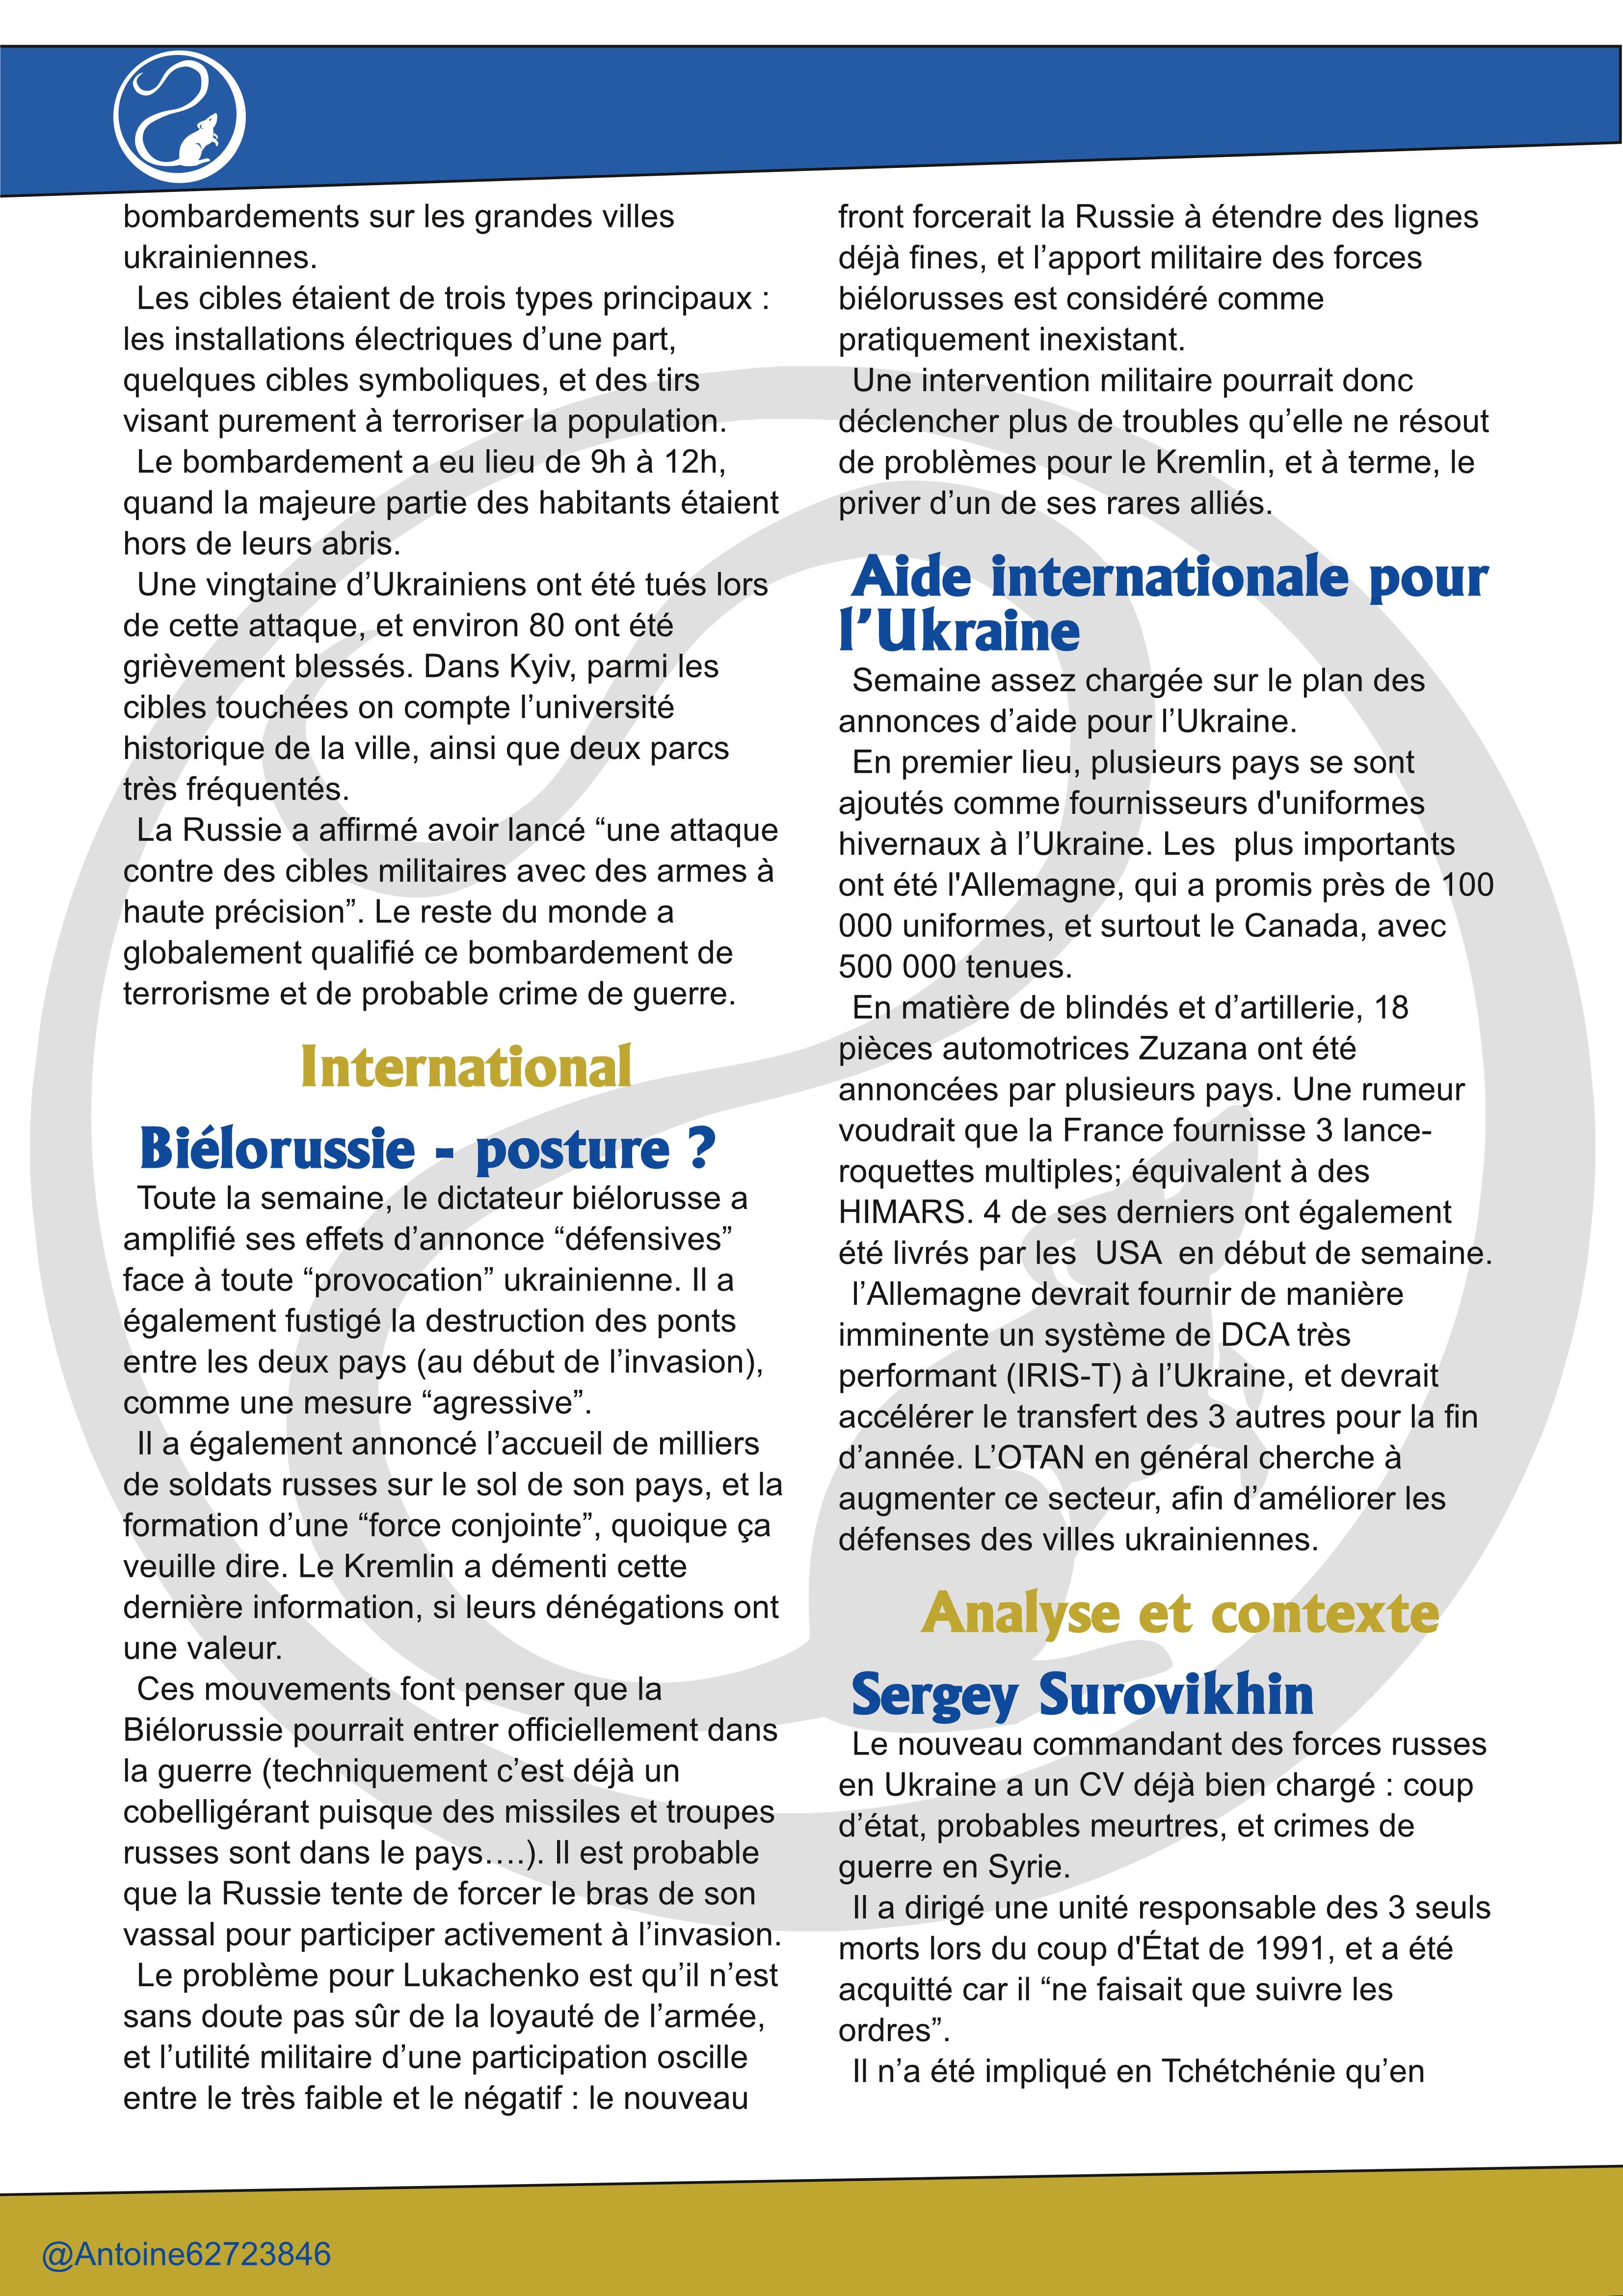 bombardements sur les grandes villes
ukrainiennes.
Les cibles étaient de trois types principaux :
les installations électriques d’une part,
quelques cibles symboliques, et des tirs
visant purement à terroriser la population.
Le bombardement a eu lieu de 9h à 12h,
quand la majeure partie des habitants étaient
hors de leurs abris.
Une vingtaine d’Ukrainiens ont été tués lors
de cette attaque, et environ 80 ont été
grièvement blessés. Dans Kyiv, parmi les
cibles touchées on compte l’université
historique de la ville, ainsi que deux parcs
très fréquentés.
La Russie a affirmé avoir lancé “une attaque
contre des cibles militaires avec des armes à
haute précision”. Le reste du monde a
globalement qualifié ce bombardement de
terrorisme et de probable crime de guerre.
International
Biélorussie - posture ?
Toute la semaine, le dictateur biélorusse a
amplifié ses effets d’annonce “défensives”
face à toute “provocation” ukrainienne. Il a
également fustigé la destruction des ponts
entre les deux pays (au début de l’invasion),
comme une mesure “agressive”.
Il a également annoncé l’accueil de milliers
de soldats russes sur le sol de son pays, et la
formation d’une “force conjointe”, quoique ça
veuille dire. Le Kremlin a démenti cette
dernière information, si leurs dénégations ont
une valeur.
Ces mouvements font penser que la
Biélorussie pourrait entrer officiellement dans
la guerre (techniquement c’est déjà un
cobelligérant puisque des missiles et troupes
russes sont dans le pays….). Il est probable
que la Russie tente de forcer le bras de son
vassal pour participer activement à l’invasion.
Le problème pour Lukachenko est qu’il n’est
sans doute pas sûr de la loyauté de l’armée,
et l’utilité militaire d’une participation oscille
entre le très faible et le négatif : le nouveau
front forcerait la Russie à étendre des lignes
déjà fines, et l’apport militaire des forces
biélorusses est considéré comme
pratiquement inexistant.
Une intervention militaire pourrait donc
déclencher plus de troubles qu’elle ne résout
de problèmes pour le Kremlin, et à terme, le
priver d’un de ses rares alliés.
Aide internationale pour
l’Ukraine
Semaine assez chargée sur le plan des
annonces d’aide pour l’Ukraine.
En premier lieu, plusieurs pays se sont
ajoutés comme fournisseurs d'uniformes
hivernaux à l’Ukraine. Les  plus importants
ont été l'Allemagne, qui a promis près de 100
000 uniformes, et surtout le Canada, avec
500 000 tenues.
En matière de blindés et d’artillerie, 18
pièces automotrices Zuzana ont été
annoncées par plusieurs pays. Une rumeur
voudrait que la France fournisse 3 lance-
roquettes multiples; équivalent à des
HIMARS. 4 de ses derniers ont également
été livrés par les  USA  en début de semaine.
l’Allemagne devrait fournir de manière
imminente un système de DCA très
performant (IRIS-T) à l’Ukraine, et devrait
accélérer le transfert des 3 autres pour la fin
d’année. L’OTAN en général cherche à
augmenter ce secteur, afin d’améliorer les
défenses des villes ukrainiennes.
Analyse et contexte
Sergey Surovikhin
Le nouveau commandant des forces russes
en Ukraine a un CV déjà bien chargé : coup
d’état, probables meurtres, et crimes de
guerre en Syrie.
Il a dirigé une unité responsable des 3 seuls
morts lors du coup d'État de 1991, et a été
acquitté car il “ne faisait que suivre les
ordres”.
Il n’a été impliqué en Tchétchénie qu’en
@Antoine62723846